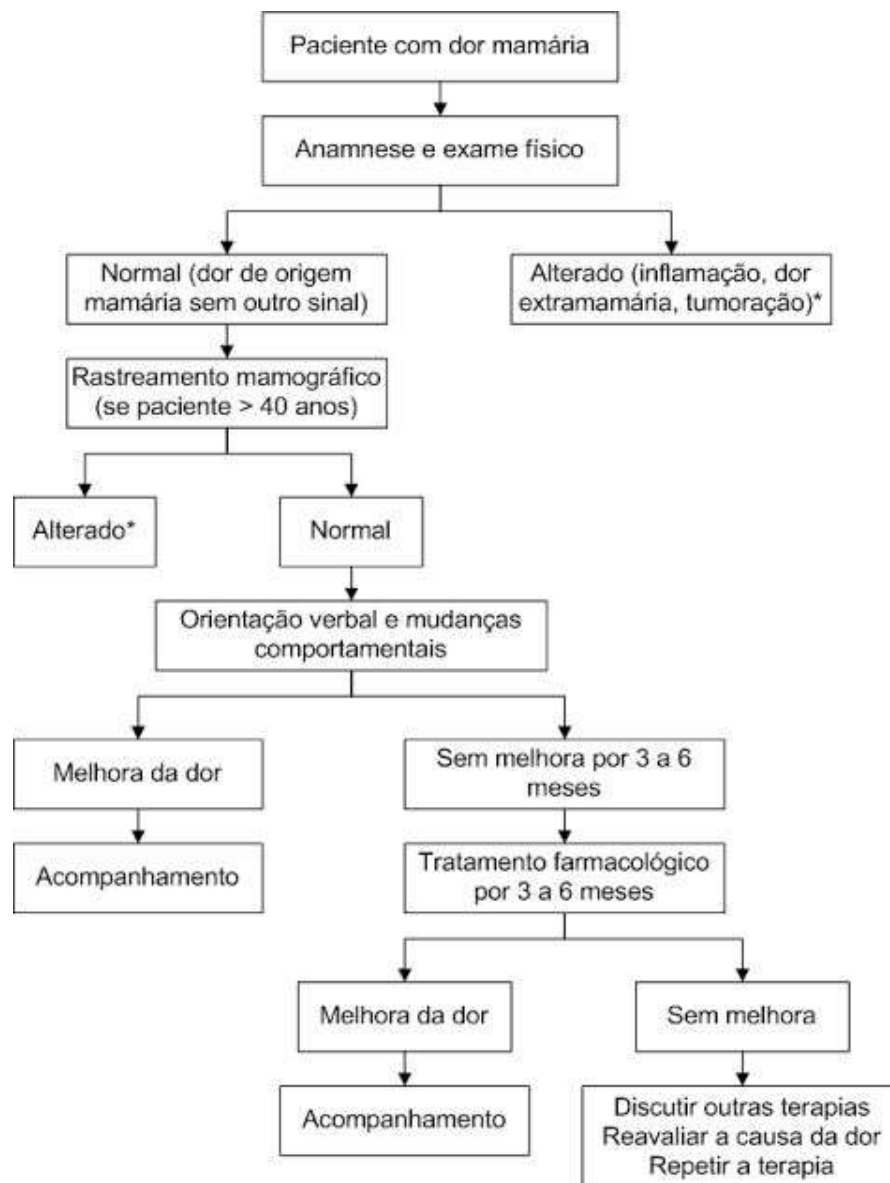 Paciente com dor mamária
Anamnese e exame físico
Normal (dor de origem
mamária sem outro sinal)
Alterado (inflamação, dor
extramamária, tumoração)*
Rastreamento mamográfico
(se paciente > 40 anos)
Alterado*
Normal
Orientação verbal e mudanças
comportamentais
Melhora da dor
Sem melhora por 3 a 6
meses
Acompanhamento
Tratamento farmacológico
por 3 a 6 meses
Melhora da dor
Sem melhora
Acompanhamento
Discutir outras terapias
Reavaliar a causa da dor
Repetir a terapia